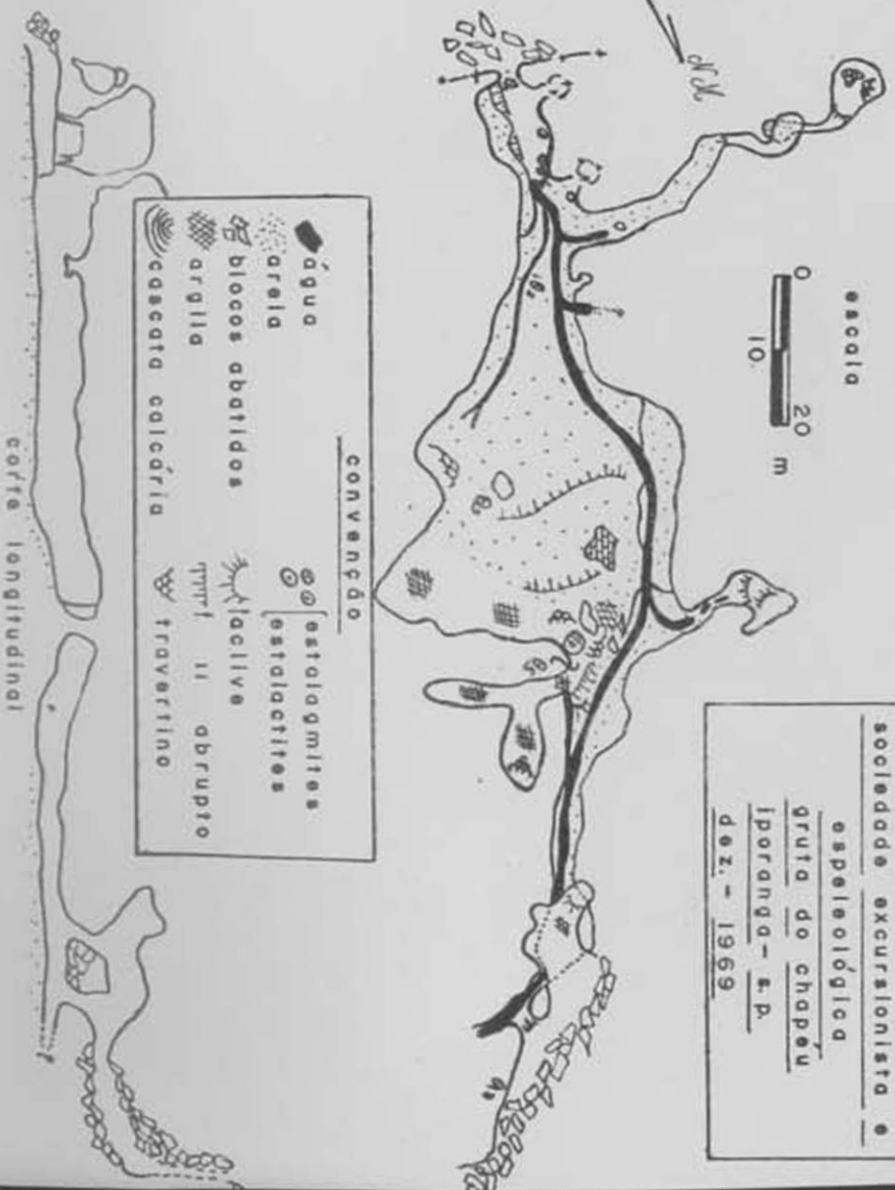 sociedade excursionista e
espeleológica
gruta do chapéu
iporanga - s.p.
dez. - 1969
escala
0 20 m
10
NM
convenção
água
areia
blocos abatidos
argila
cascata calcária
estalagmites
estalactites
aclive
" abrupto
travertino
corte longitudinal